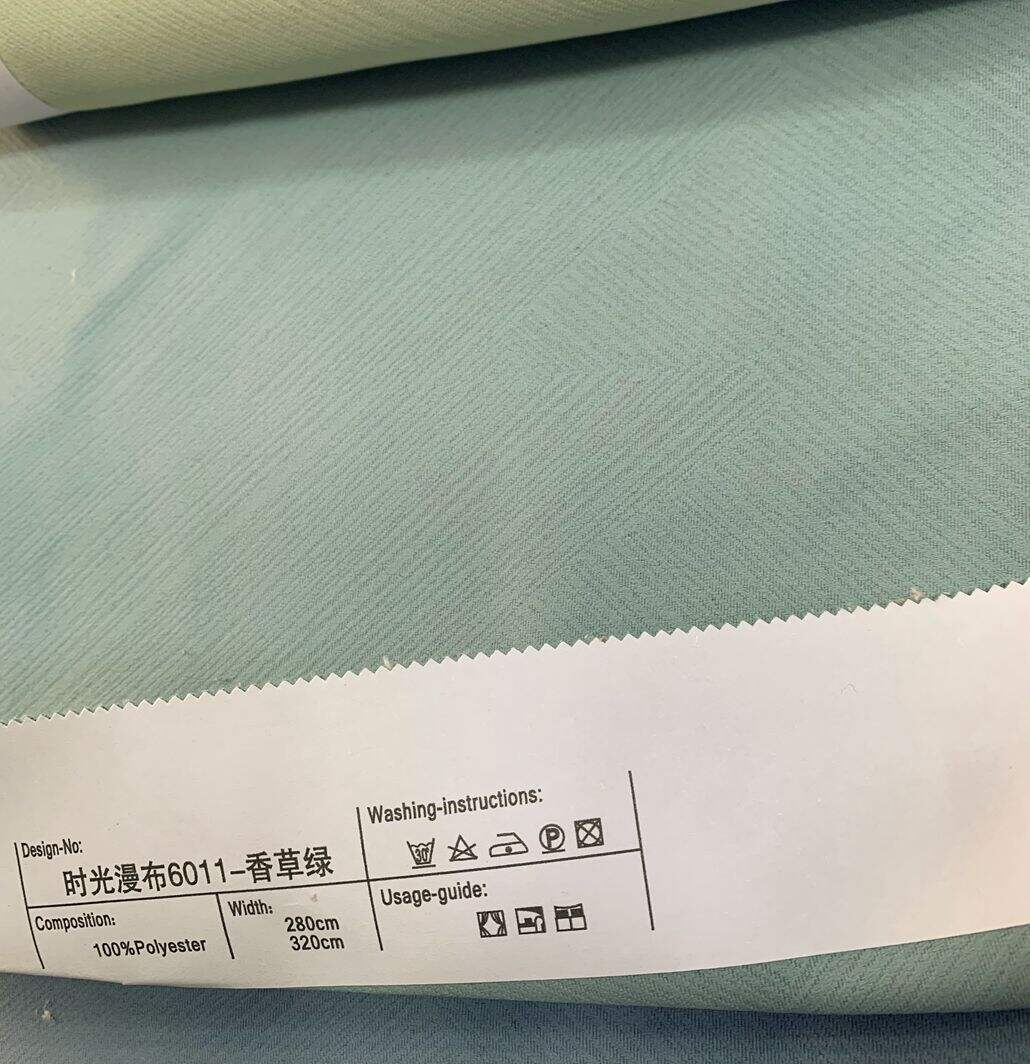 Design-No:
时光漫布6011-香草绿
Composition:
100%Polyester
Width:
280cm
320cm
Washing-instructions:
30°
P
Usage-guide: